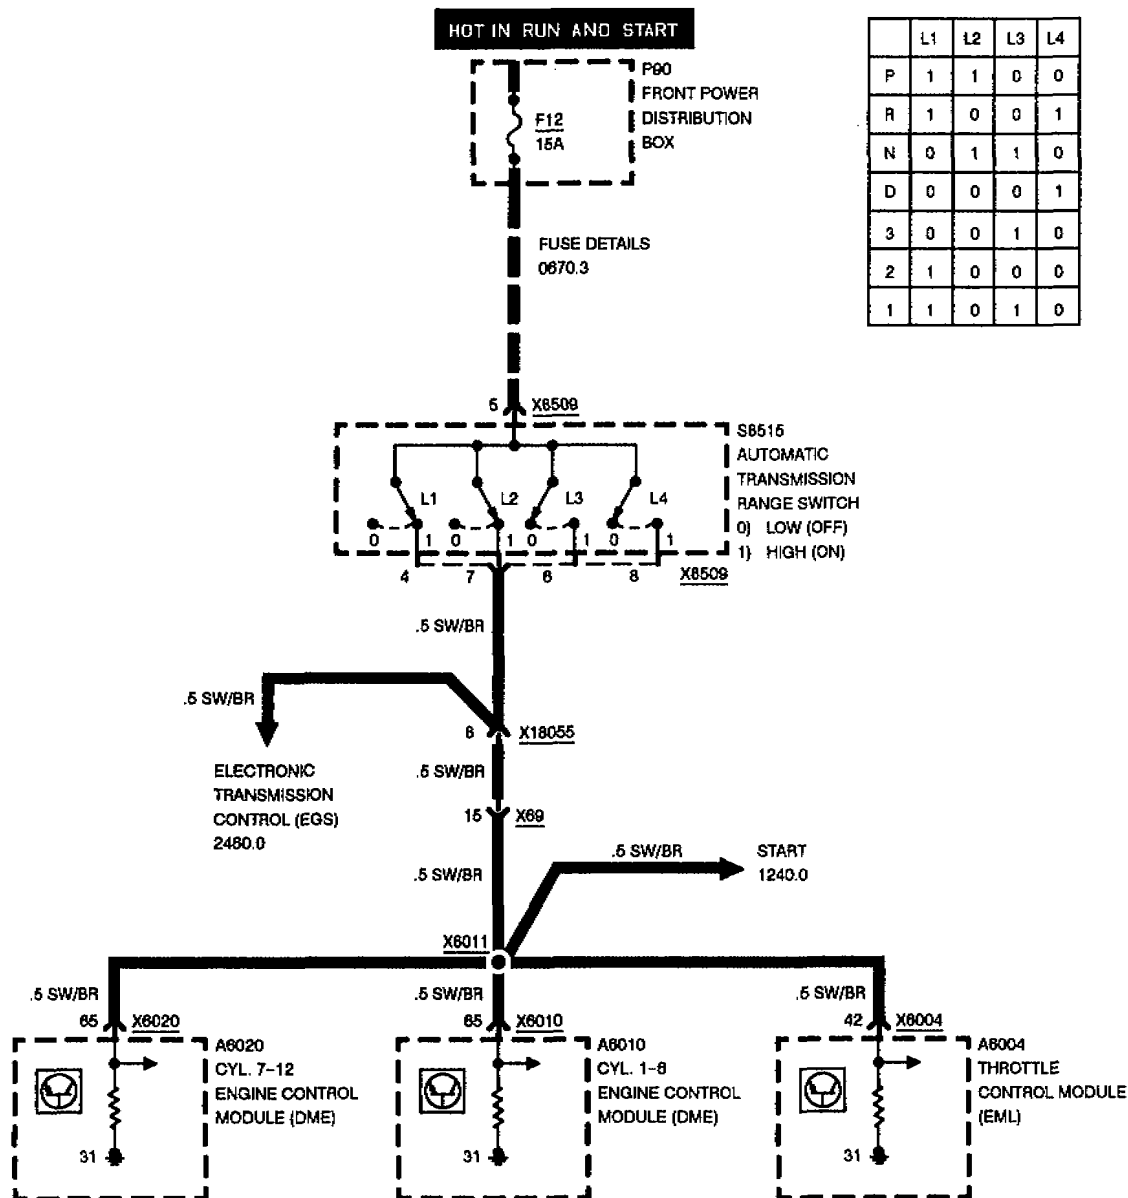 HOT IN RUN AND START
P90
FRONT POWER
DISTRIBUTION
BOX
F12
15A
L1 L2 L3 L4
P 1 1 0 0
R 1 0 0 1
N 0 1 1 0
D 0 0 0 1
3 0 0 1 0
2 1 0 0 0
1 1 0 1 0
FUSE DETAILS
0670.3
5 X8509
S8515
AUTOMATIC
TRANSMISSION
RANGE SWITCH
0) LOW (OFF)
1) HIGH (ON)
L1 L2 L3 L4
0 1 0 1 0 1 0 1
4 7 6 8 X8509
.5 SW/BR
.5 SW/BR
6 X18055
ELECTRONIC
TRANSMISSION
CONTROL (EGS)
2460.0
.5 SW/BR
15 X69
.5 SW/BR
.5 SW/BR
START
1240.0
X6011
.5 SW/BR .5 SW/BR .5 SW/BR
65 X6020
65 X6010
42 X6004
A6020
CYL. 7-12
ENGINE CONTROL
MODULE (DME)
31
A6010
CYL. 1-6
ENGINE CONTROL
MODULE (DME)
31
A6004
THROTTLE
CONTROL MODULE
(EML)
31